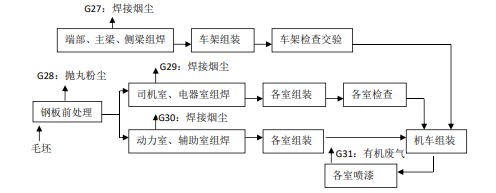 G27：焊接烟尘
端部、主梁、侧梁组焊
车架组装
车架检查交验
G28：抛丸粉尘
G29：焊接烟尘
钢板前处理
司机室、电器室组焊
各室组装
各室检查
G30：焊接烟尘
毛坯
动力室、辅助室组焊
各室组装
机车组装
G31：有机废气
各室喷漆